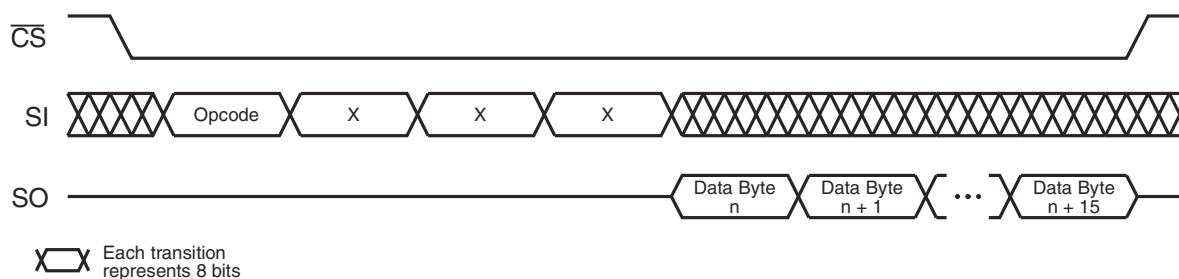 CS
SI
Opcode X X X
SO
Data Byte n
Data Byte n + 1
•••
Data Byte n + 15
Each transition
represents 8 bits